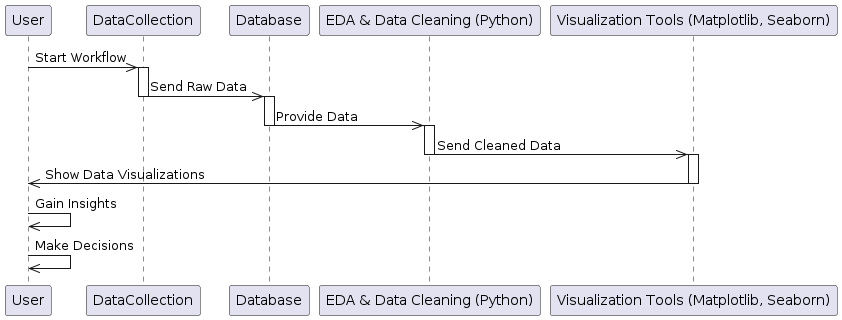 User
DataCollection
Database
EDA & Data Cleaning (Python)
Visualization Tools (Matplotlib, Seaborn)
Start Workflow
Send Raw Data
Provide Data
Send Cleaned Data
Show Data Visualizations
Gain Insights
Make Decisions
User
DataCollection
Database
EDA & Data Cleaning (Python)
Visualization Tools (Matplotlib, Seaborn)